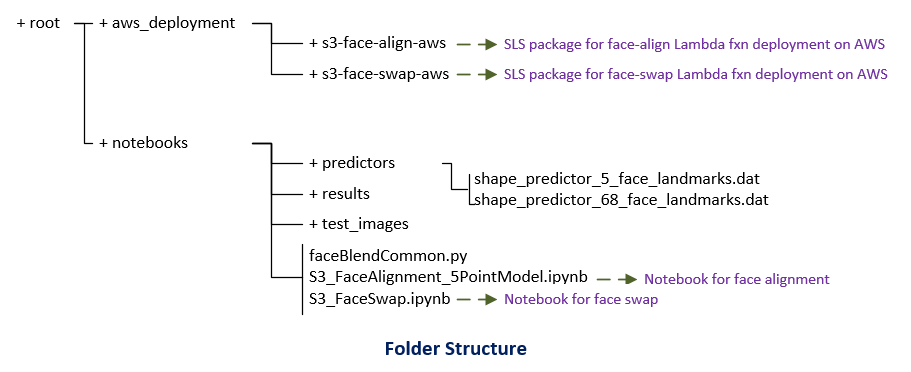 + root + aws_deployment
+ s3-face-align-aws SLS package for face-align Lambda fxn deployment on AWS
+ s3-face-swap-aws SLS package for face-swap Lambda fxn deployment on AWS
+ notebooks
+ predictors
shape_predictor_5_face_landmarks.dat
+ results
shape_predictor_68_face_landmarks.dat
+ test_images
faceBlendCommon.py
S3_FaceAlignment_5PointModel.ipynb Notebook for face alignment
S3_FaceSwap.ipynb Notebook for face swap
Folder Structure